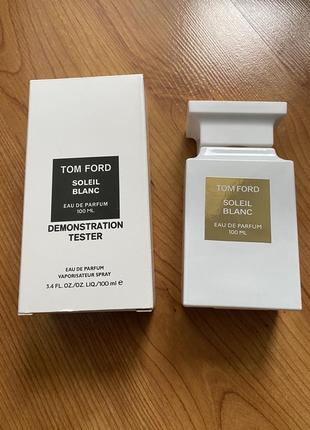 TOM FORD
SOLEIL
BLANC
EAU DE PARFUM
100 ML
DEMONSTRATION
TESTER
EAU DE PARFUM
VAPORISATEUR SPRAY
3.4 FL. OZ./OZ. LIQ./100 ml e
TOM FORD
SOLEIL
BLANC
EAU DE PARFUM
100 ML